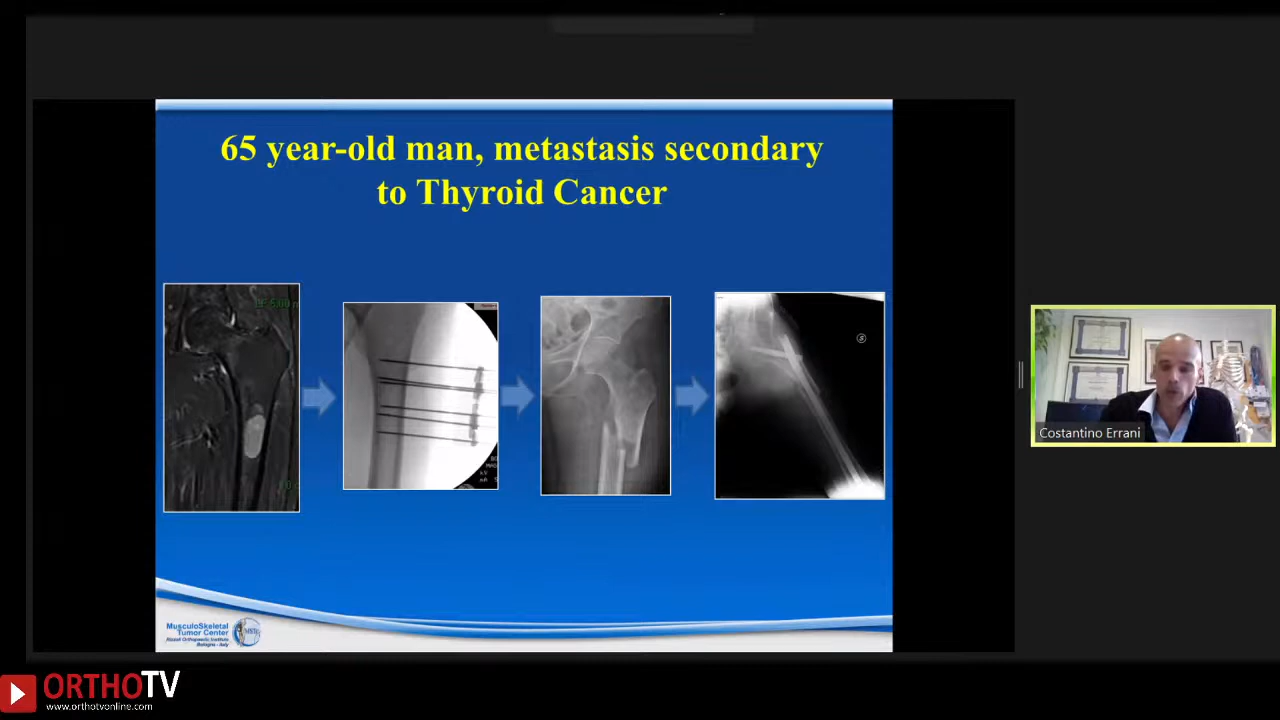 65 year-old man, metastasis secondary
to Thyroid Cancer
Costantino Errani
MusculoSkeletal
Tumor Center
Rizzoli Orthopaedic Institute
Bologna - Italy
ORTHOTV
www.orthotvonline.com